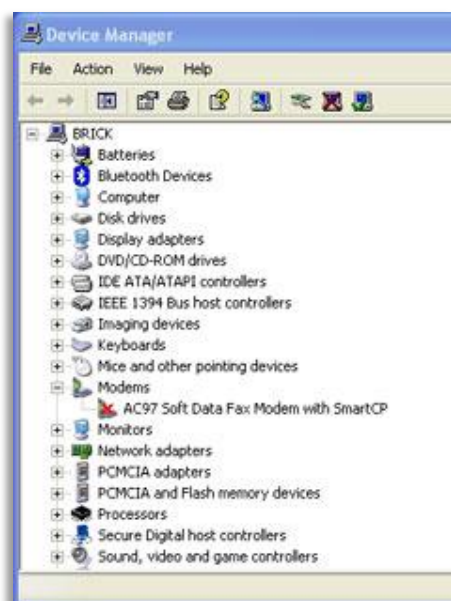 Device Manager
File Action View Help
BRICK
Batteries
Bluetooth Devices
Computer
Disk drives
Display adapters
DVD/CD-ROM drives
IDE ATA/ATAPI controllers
IEEE 1394 Bus host controllers
Imaging devices
Keyboards
Mice and other pointing devices
Modems
AC97 Soft Data Fax Modem with SmartCP
Monitors
Network adapters
PCMCIA adapters
PCMCIA and Flash memory devices
Processors
Secure Digital host controllers
Sound, video and game controllers